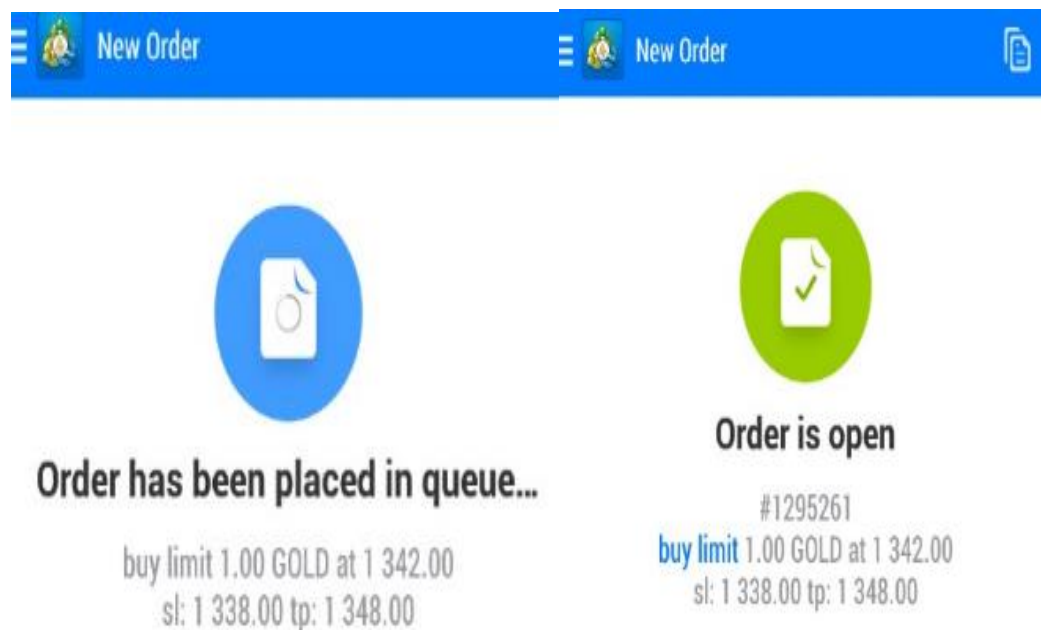 New Order
Order has been placed in queue...
buy limit 1.00 GOLD at 1 342.00
sl: 1 338.00 tp: 1 348.00
New Order
Order is open
#1295261
buy limit 1.00 GOLD at 1 342.00
sl: 1 338.00 tp: 1 348.00